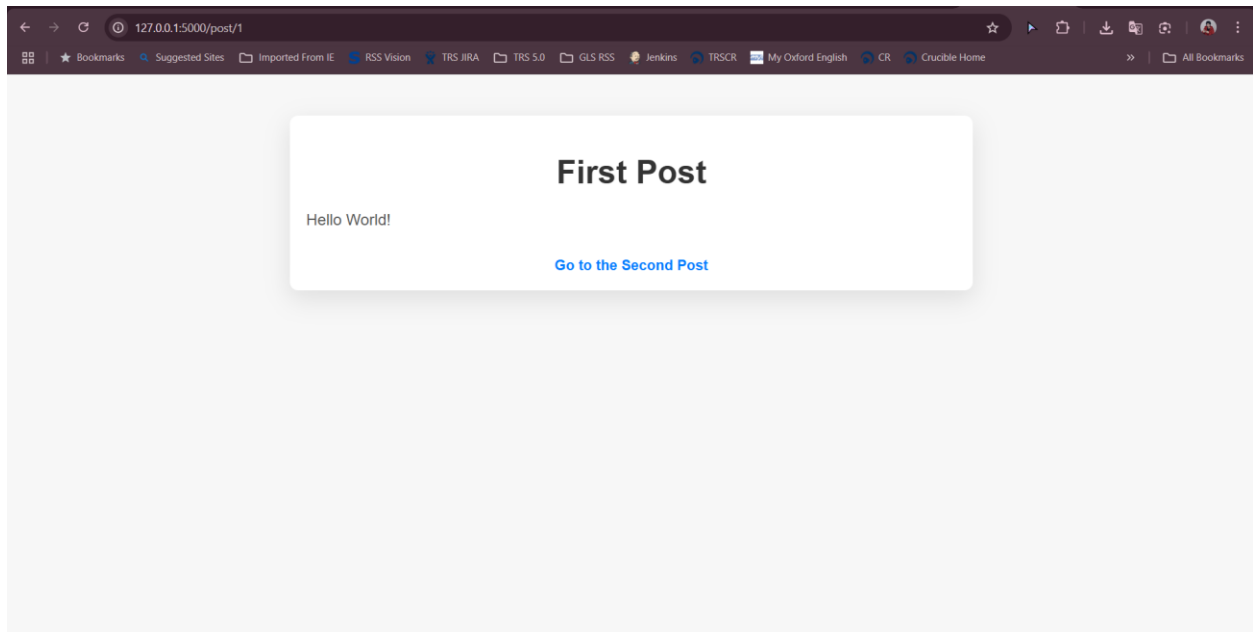 127.0.0.1:5000/post/1
Bookmarks Suggested Sites Imported From IE RSS Vision TRS JIRA TRS 5.0 GLS RSS Jenkins TRSCR My Oxford English CR Crucible Home » All Bookmarks
First Post
Hello World!
Go to the Second Post